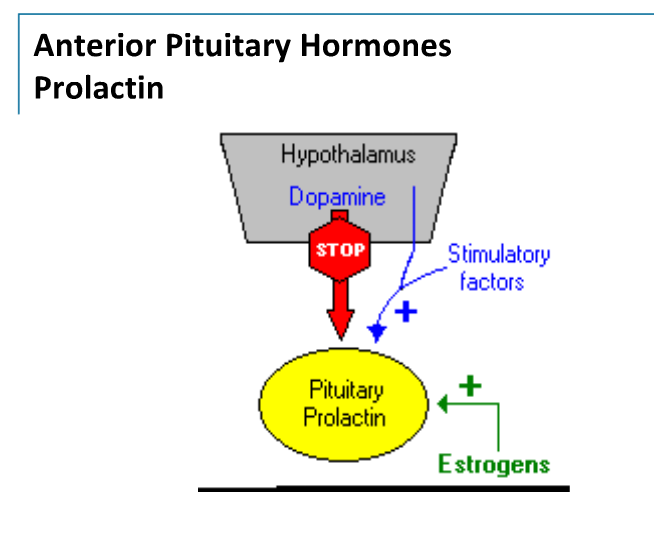 Anterior Pituitary Hormones
Prolactin
Hypothalamus
Dopamine
STOP
Stimulatory
factors
+
Pituitary
Prolactin
+
Estrogens